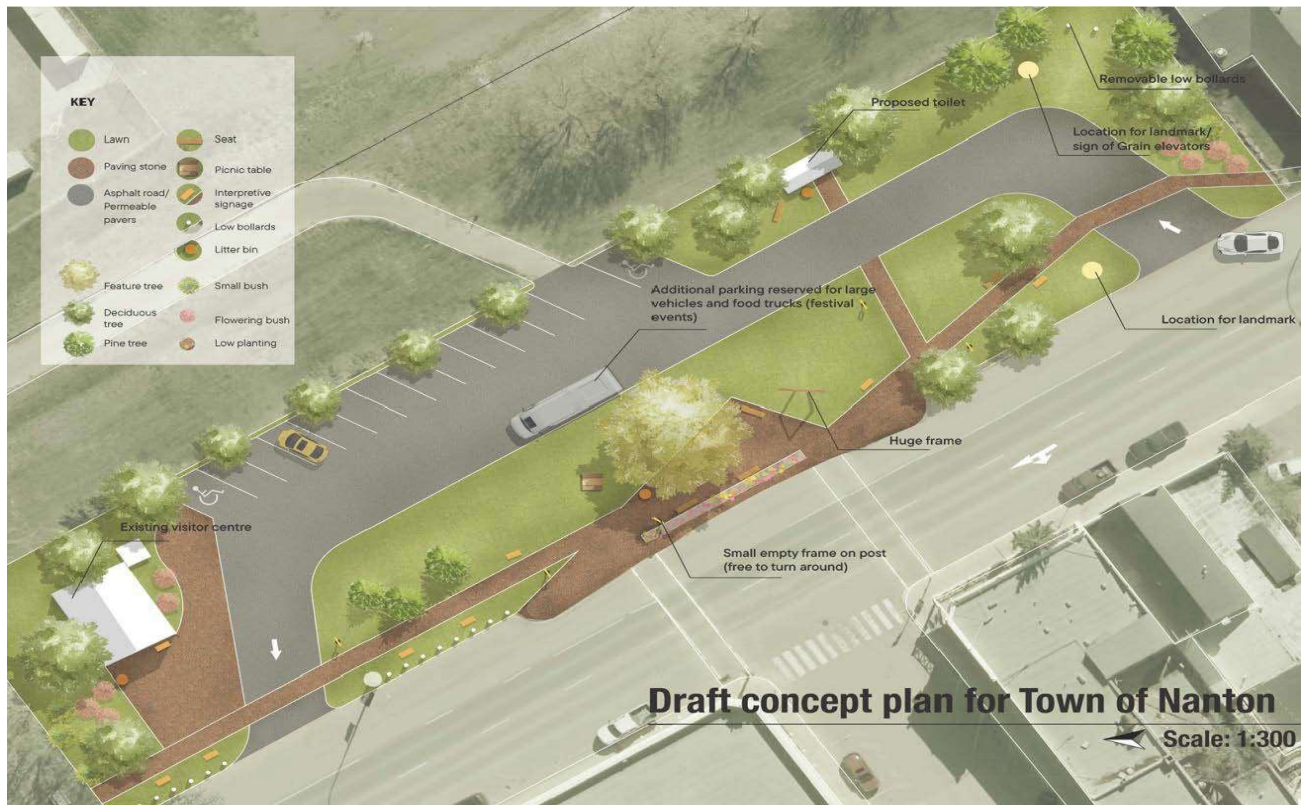 KEY
Lawn
Paving stone
Asphalt road/
Permeable
pavers
Feature tree
Deciduous
tree
Pine tree
Seat
Picnic table
Interpretive
signage
Low bollards
Litter bin
Small bush
Flowering bush
Low planting
Removable low bollards
Proposed toilet
Location for landmark/
sign of Grain elevators
Additional parking reserved for large
vehicles and food trucks (festival
events)
Location for landmark
Huge frame
Existing visitor centre
Small empty frame on post
(free to turn around)
Draft concept plan for Town of Nanton
Scale: 1:300